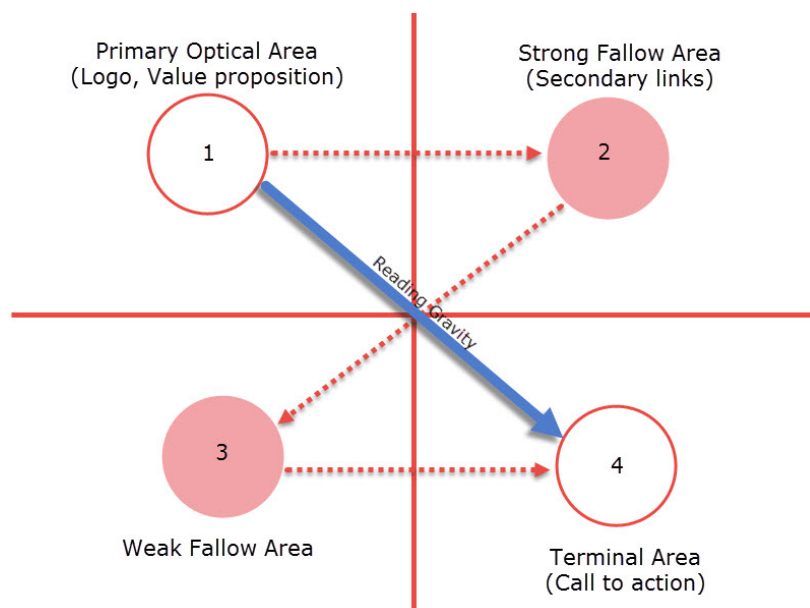 Primary Optical Area
(Logo, Value proposition)
Strong Fallow Area
(Secondary links)
1
2
Reading Gravity
3
4
Weak Fallow Area
Terminal Area
(Call to action)